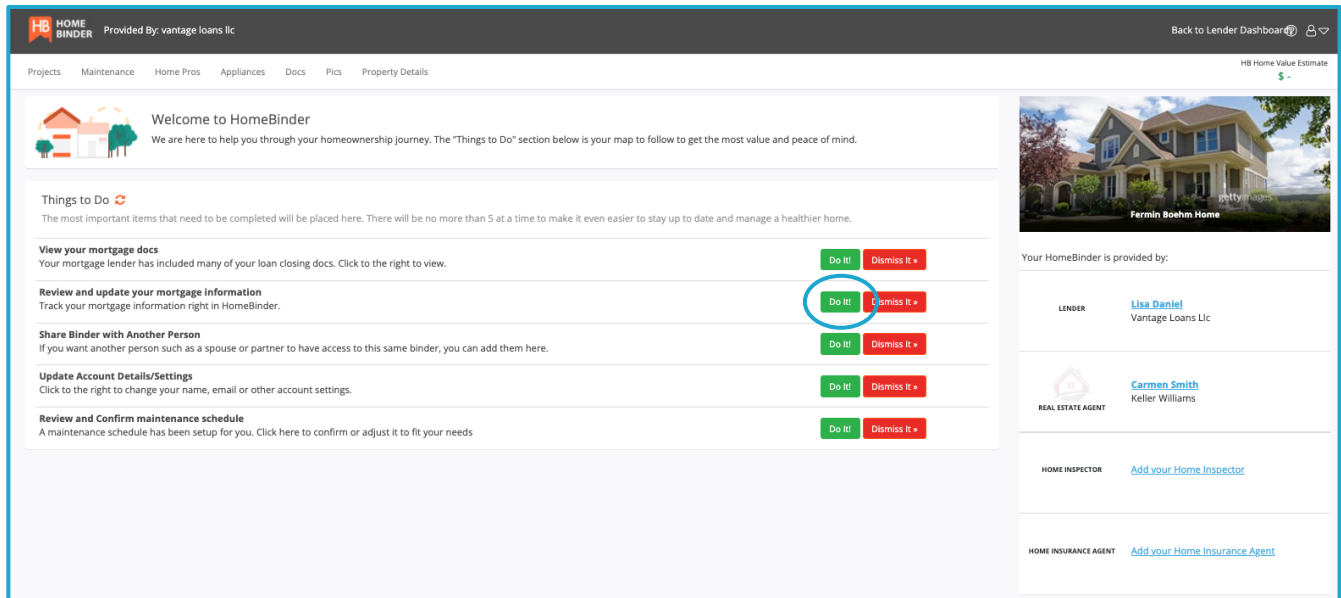 HB HOME BINDER Provided By: vantage loans llc
Back to Lender Dashboard
Projects Maintenance Home Pros Appliances Docs Pics Property Details
HB Home Value Estimate
$ -
Welcome to HomeBinder
We are here to help you through your homeownership journey. The "Things to Do" section below is your map to follow to get the most value and peace of mind.
Things to Do
The most important items that need to be completed will be placed here. There will be no more than 5 at a time to make it even easier to stay up to date and manage a healthier home.
View your mortgage docs
Your mortgage lender has included many of your loan closing docs. Click to the right to view.
Do It! Dismiss It »
Review and update your mortgage information
Track your mortgage information right in HomeBinder.
Do It! Dismiss It »
Share Binder with Another Person
If you want another person such as a spouse or partner to have access to this same binder, you can add them here.
Do It! Dismiss It »
Update Account Details/Settings
Click to the right to change your name, email or other account settings.
Do It! Dismiss It »
Review and Confirm maintenance schedule
A maintenance schedule has been setup for you. Click here to confirm or adjust it to fit your needs
Do It! Dismiss It »
gettyimages
Fermin Boehm Home
Your HomeBinder is provided by:
LENDER
Lisa Daniel
Vantage Loans Llc
REAL ESTATE AGENT
Carmen Smith
Keller Williams
HOME INSPECTOR
Add your Home Inspector
HOME INSURANCE AGENT
Add your Home Insurance Agent